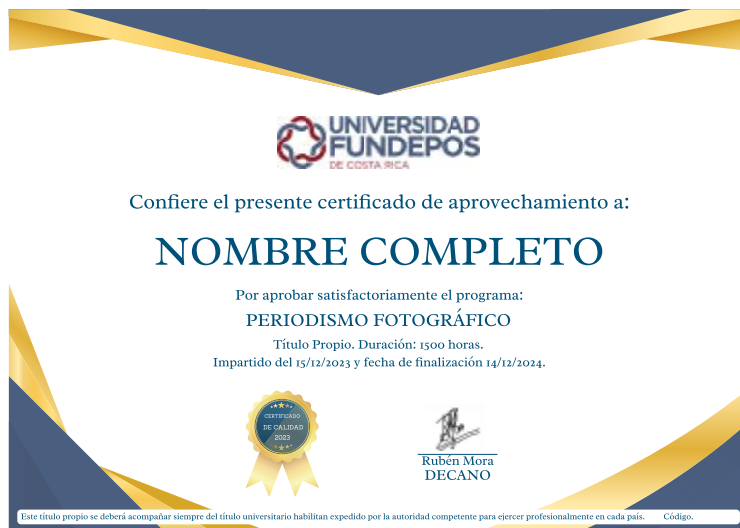 UNIVERSIDAD
FUNDEPOS
DE COSTA RICA
Confiere el presente certificado de aprovechamiento a:
NOMBRE COMPLETO
Por aprobar satisfactoriamente el programa:
PERIODISMO FOTOGRÁFICO
Título Propio. Duración: 1500 horas.
Impartido del 15/12/2023 y fecha de finalización 14/12/2024.
CERTIFICADO
DE CALIDAD
2023
Rubén Mora
DECANO
Este título propio se deberá acompañar siempre del título universitario habilitan expedido por la autoridad competente para ejercer profesionalmente en cada país. Código.